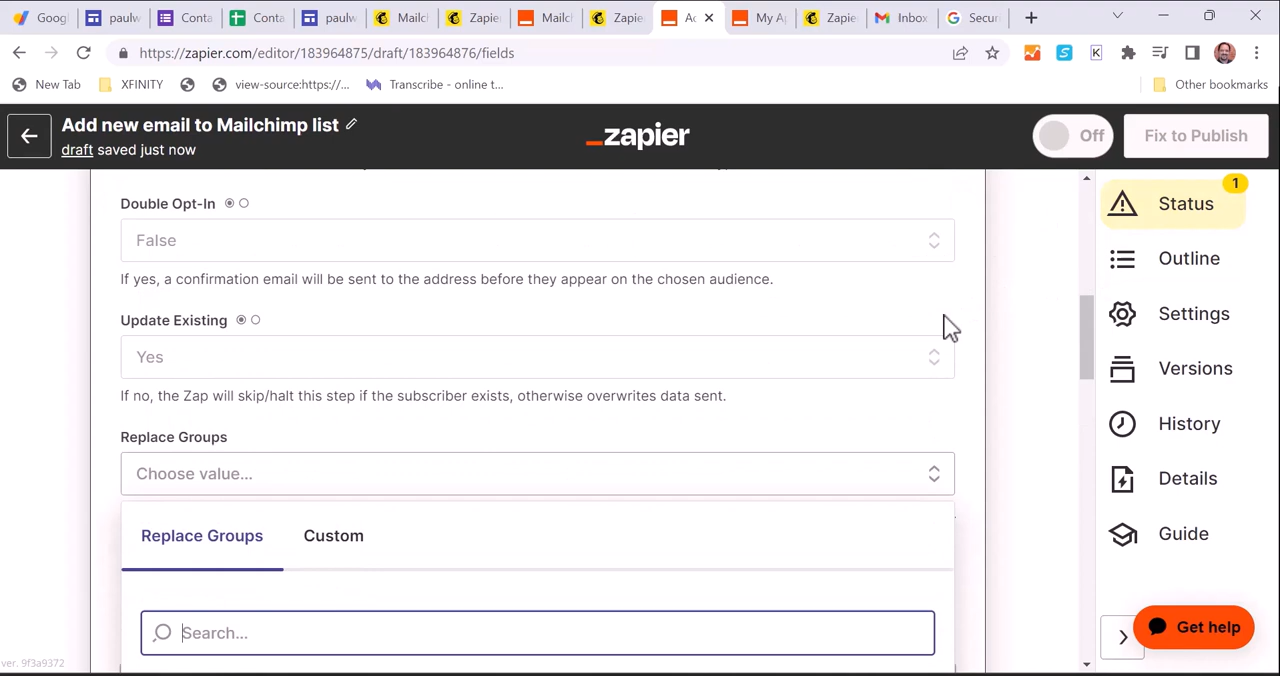 Googl
paulw
Conta
Conta
paulw
Mailch
Zapie
Mailc
Zapie
Ac
My A
Zapie
Inbox
Secur
https://zapier.com/editor/183964875/draft/183964876/fields
New Tab
XFINITY
view-source:https://...
Transcribe - online t...
Other bookmarks
Add new email to Mailchimp list
draft saved just now
_zapier
Off
Fix to Publish
Double Opt-In
False
If yes, a confirmation email will be sent to the address before they appear on the chosen audience.
Update Existing
Yes
If no, the Zap will skip/halt this step if the subscriber exists, otherwise overwrites data sent.
Replace Groups
Choose value...
Replace Groups Custom
Search...
1
Status
Outline
Settings
Versions
History
Details
Guide
Get help
ver. 9f3a9372